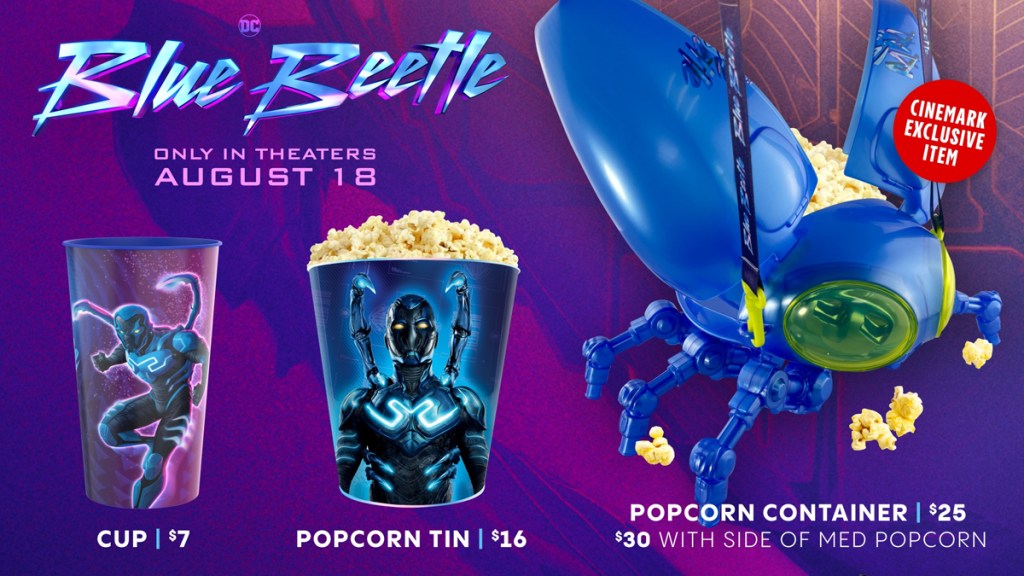 DC
Blue Beetle
ONLY IN THEATERS
AUGUST 18
CINEMARK
EXCLUSIVE
ITEM
Blue Beetle
CUP | $7
POPCORN TIN | $16
POPCORN CONTAINER | $25
$30 WITH SIDE OF MED POPCORN